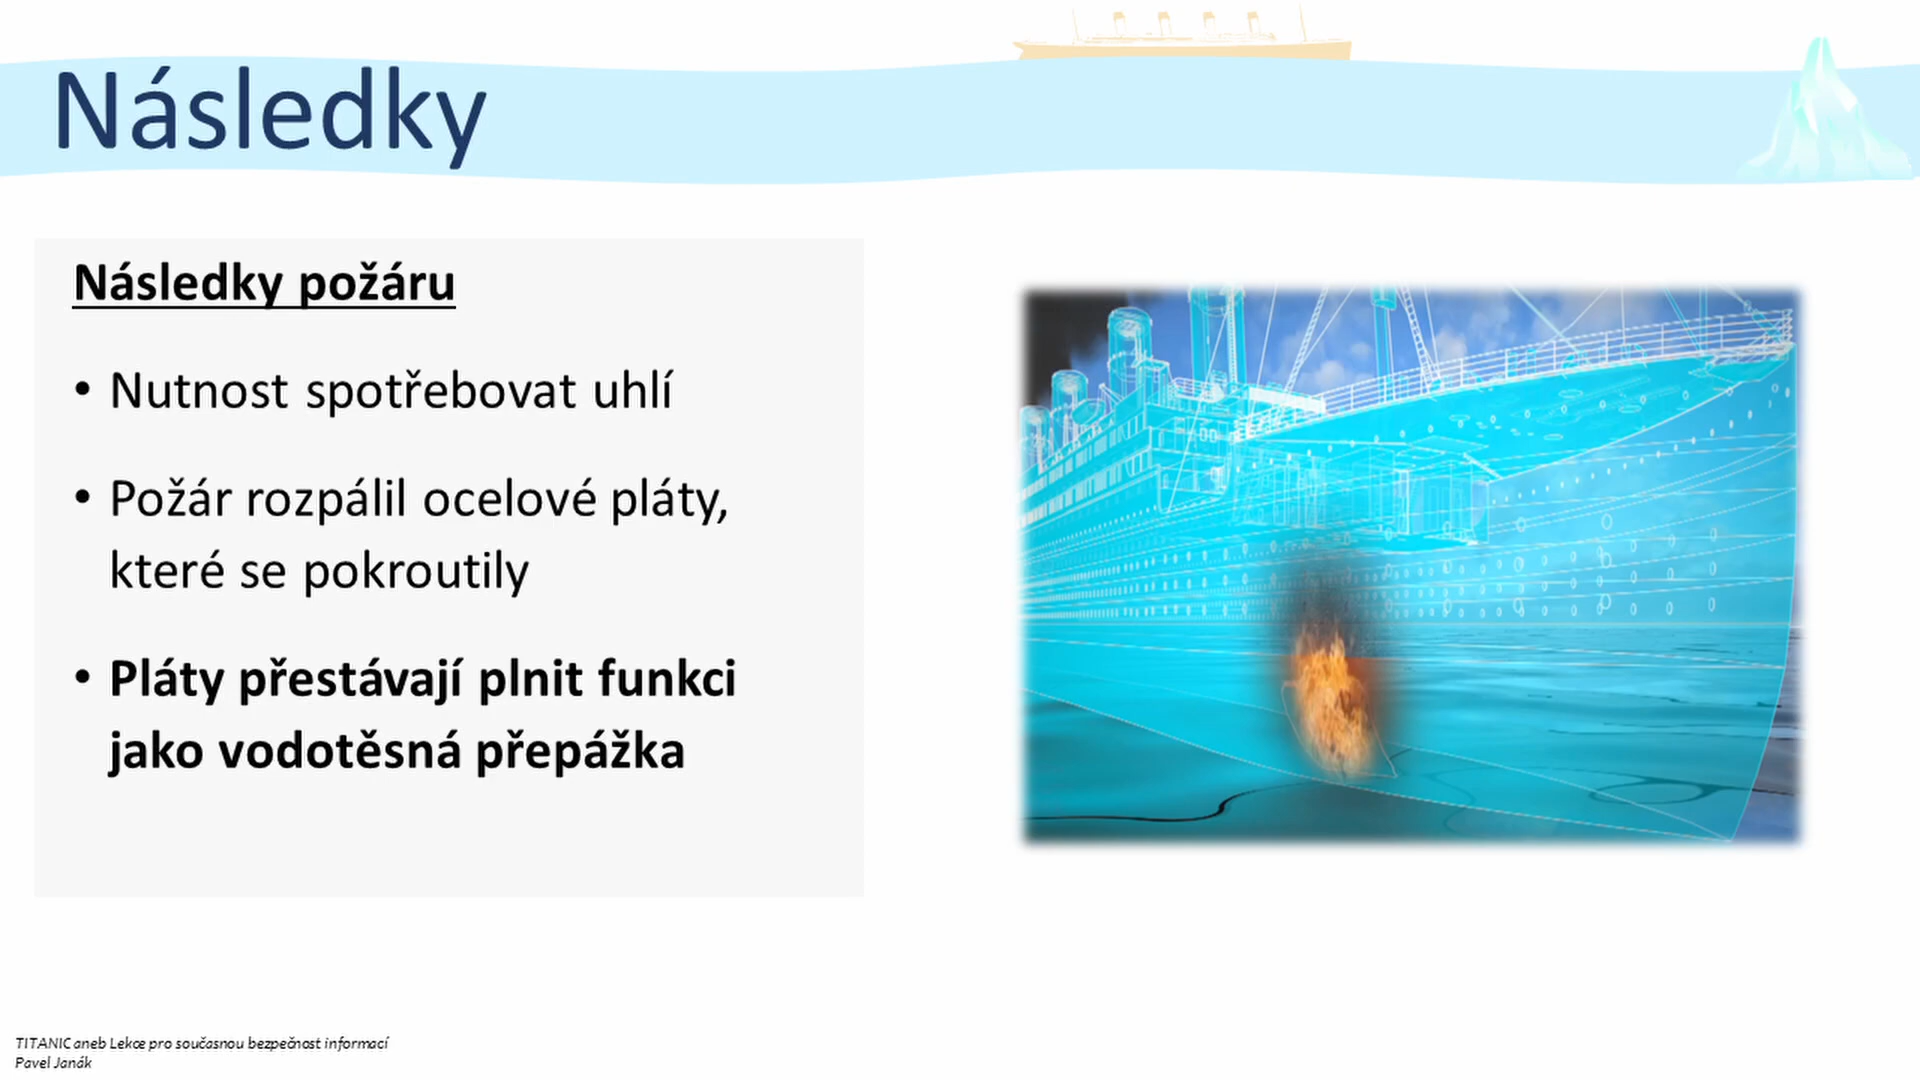 Následky
Následky požáru
• Nutnost spotřebovat uhlí
• Požár rozpálil ocelové pláty,
které se pokroutily
• Pláty přestávají plnit funkci
jako vodotěsná přepážka
TITANIC aneb Lekce pro současnou bezpečnost informací
Pavel Janák